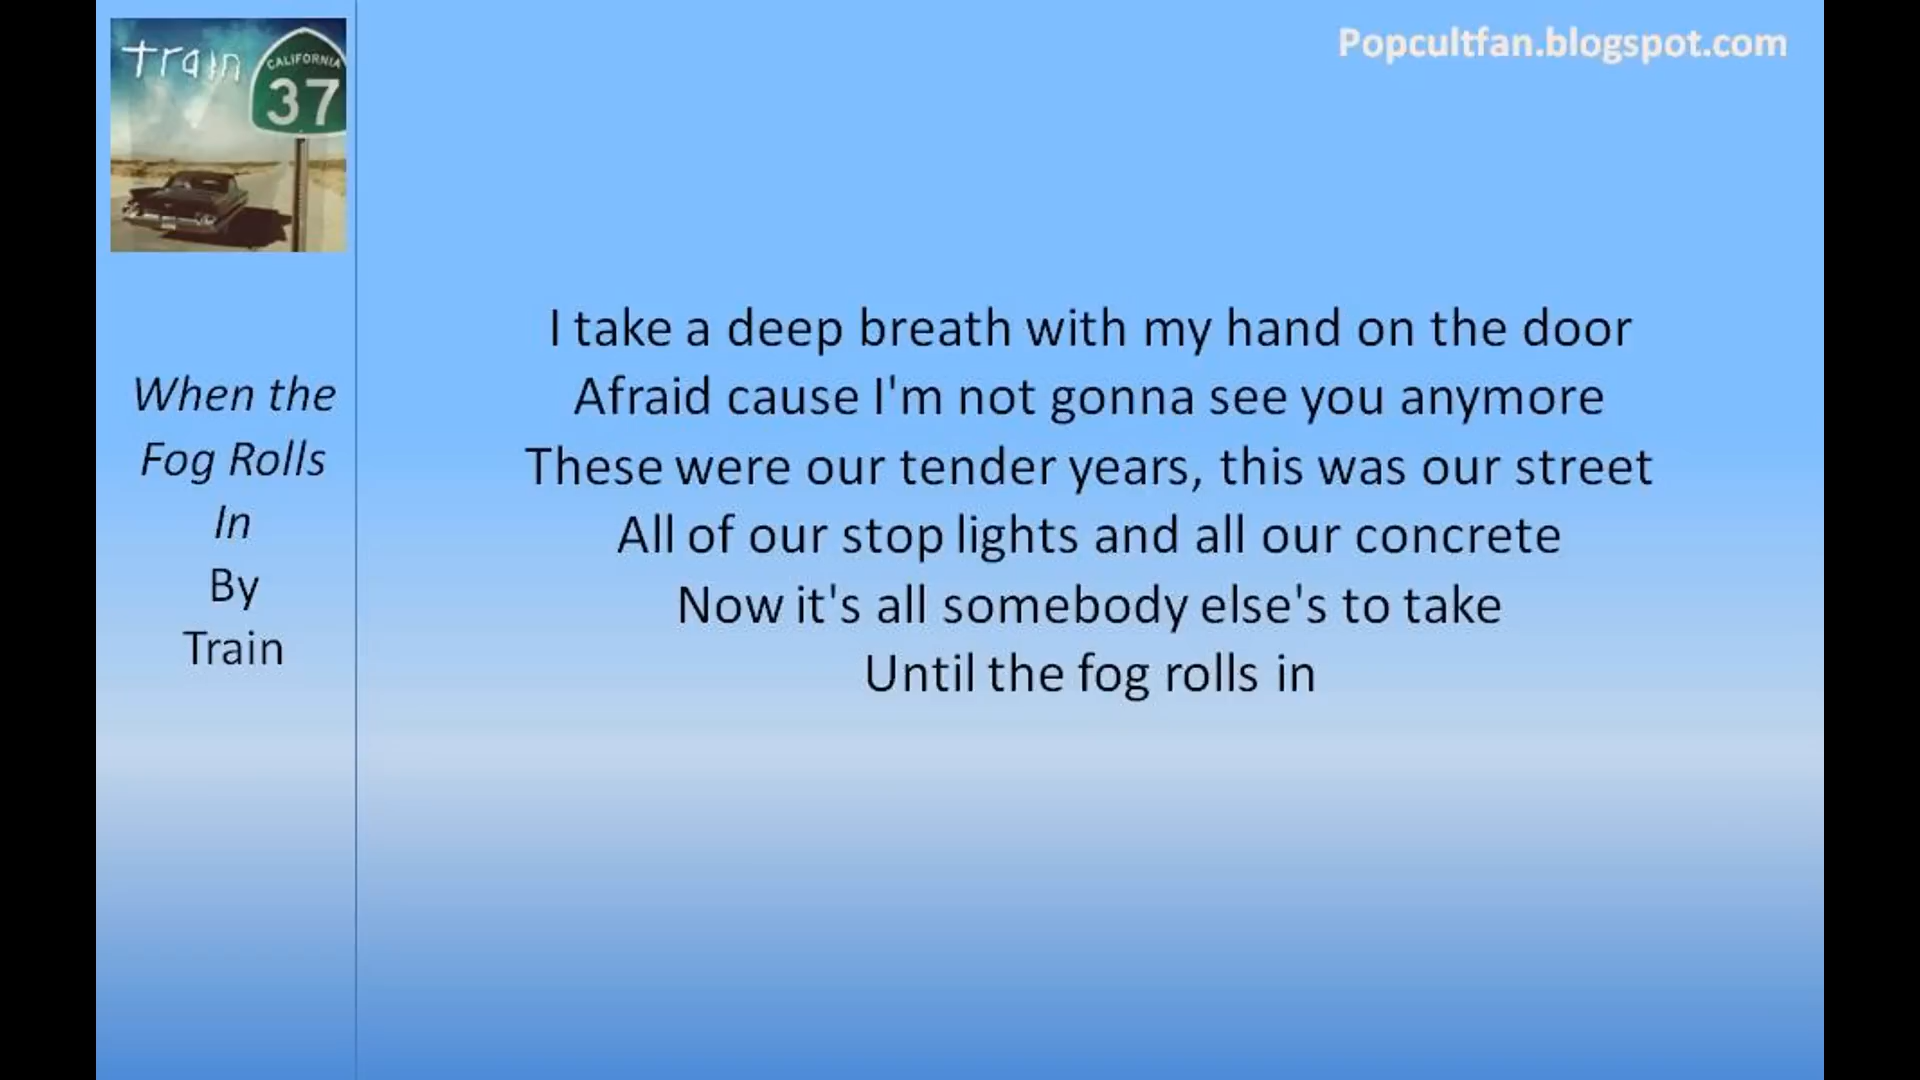 train
CALIFORNIA
37
Popcultfan.blogspot.com
When the
Fog Rolls
In
By
Train
I take a deep breath with my hand on the door
Afraid cause I'm not gonna see you anymore
These were our tender years, this was our street
All of our stop lights and all our concrete
Now it's all somebody else's to take
Until the fog rolls in